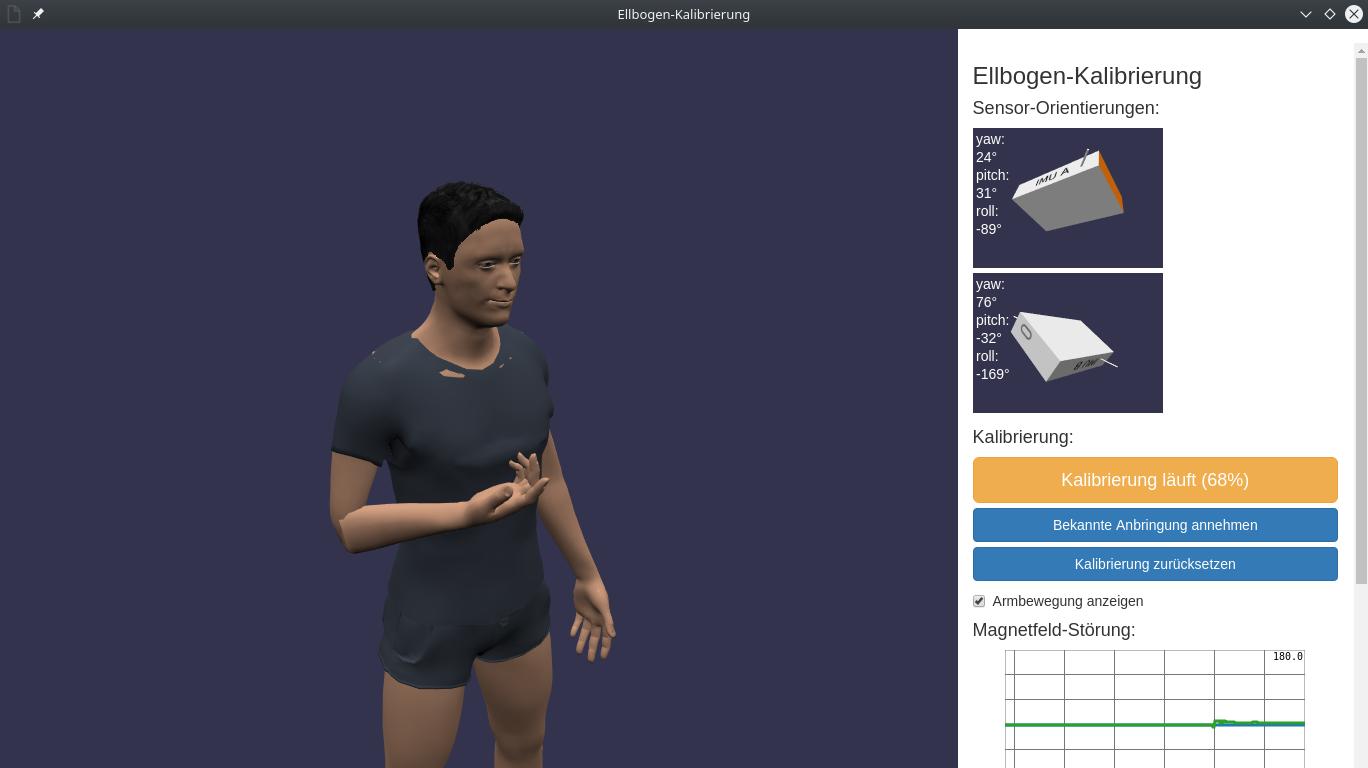 Ellbogen-Kalibrierung
Ellbogen-Kalibrierung
Sensor-Orientierungen:
yaw:
24°
pitch:
31°
roll:
-89°
IMU A
yaw:
76°
pitch:
-32°
roll:
-169°
IMU B
Kalibrierung:
Kalibrierung läuft (68%)
Bekannte Anbringung annehmen
Kalibrierung zurücksetzen
Armbewegung anzeigen
Magnetfeld-Störung:
180.0